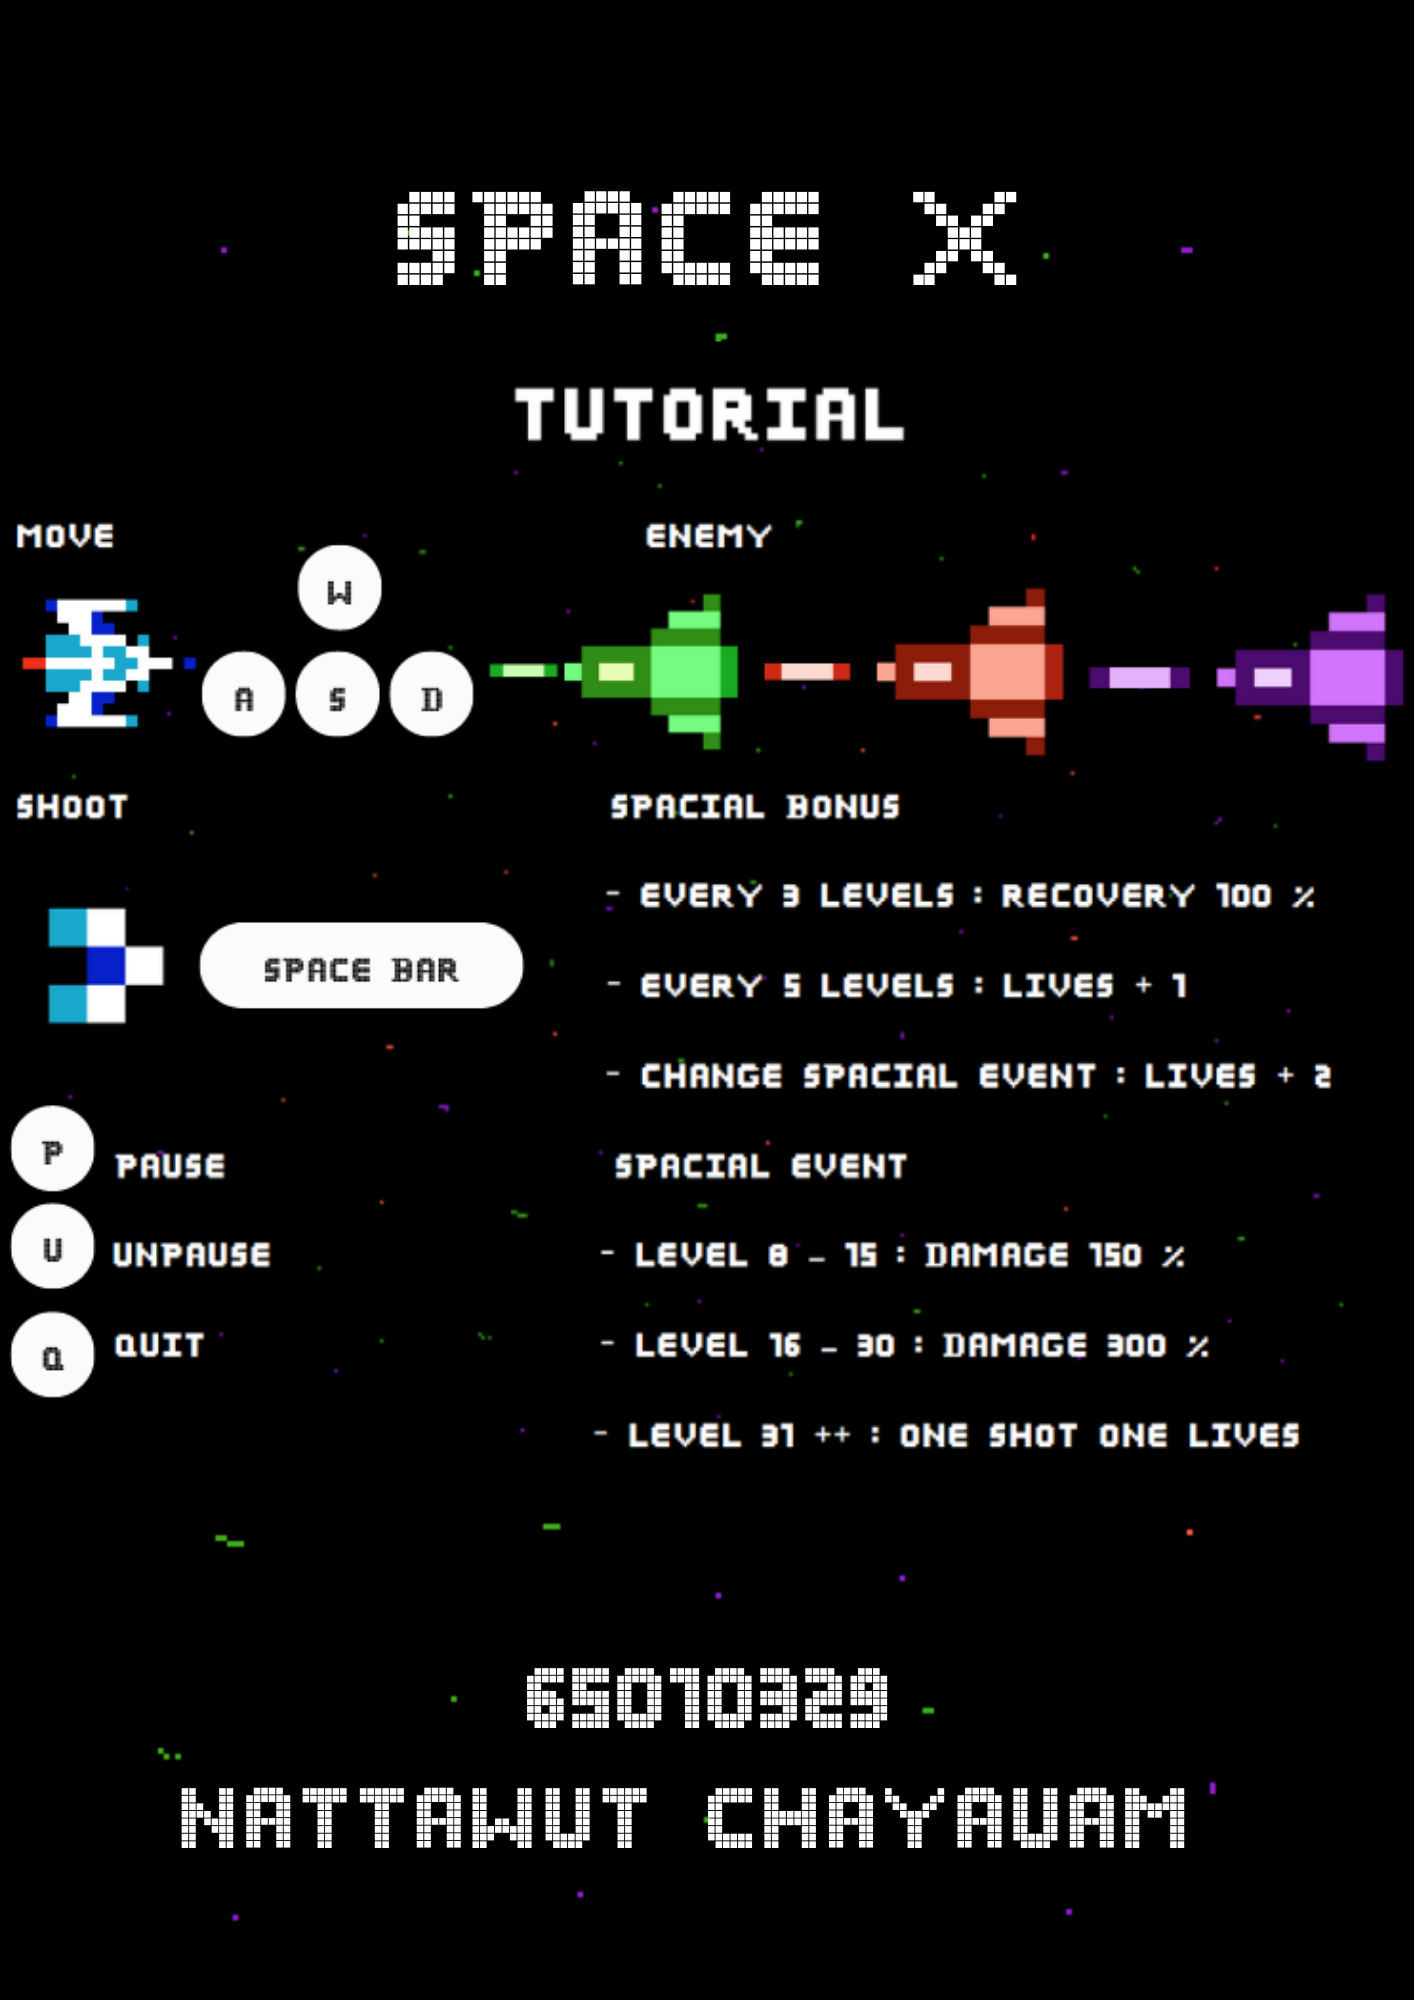 SPACE X
TUTORIAL
MOVE
W
A S D
SHOOT
SPACE BAR
P PAUSE
U UNPAUSE
Q QUIT
ENEMY
SPACIAL BONUS
- EVERY 3 LEVELS : RECOVERY 100 %
- EVERY 5 LEVELS : LIVES + 1
- CHANGE SPACIAL EVENT : LIVES + 2
SPACIAL EVENT
- LEVEL 8 - 15 : DAMAGE 150 %
- LEVEL 16 - 30 : DAMAGE 300 %
- LEVEL 31 ++ : ONE SHOT ONE LIVES
65010329
NATTAWUT CHAYAUAM